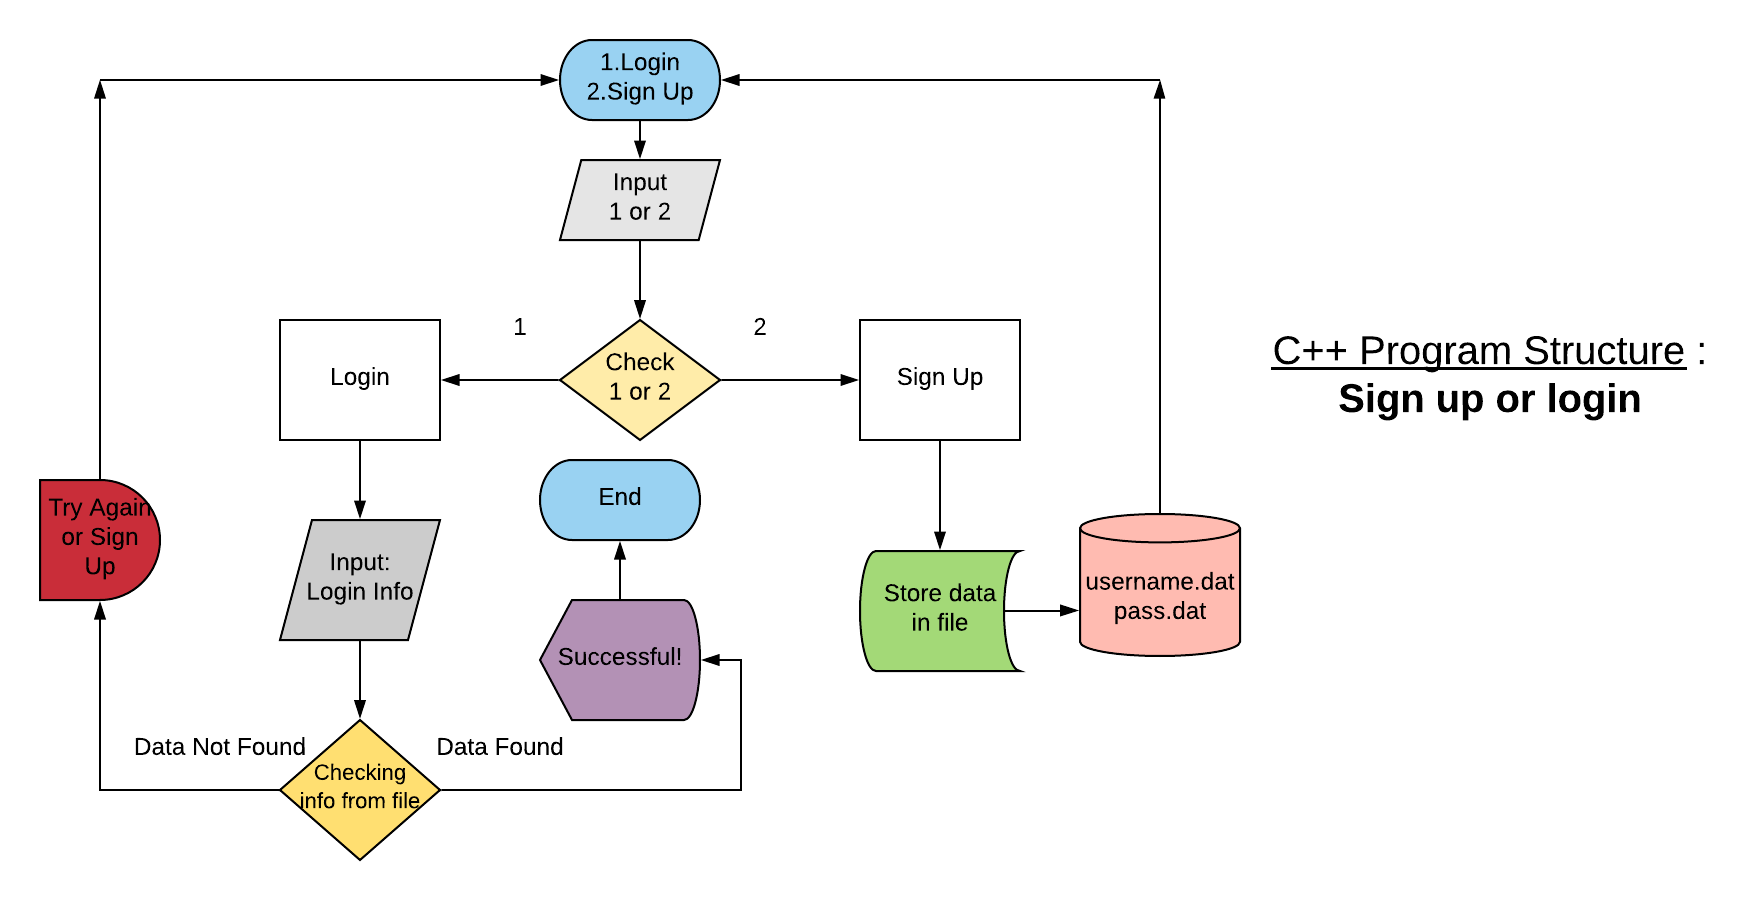 1.Login
2.Sign Up
Input
1 or 2
1
2
Login
Check
1 or 2
Sign Up
C++ Program Structure :
Sign up or login
Try Again
or Sign
Up
End
Input:
Login Info
Store data
in file
username.dat
pass.dat
Successful!
Data Not Found
Data Found
Checking
info from file